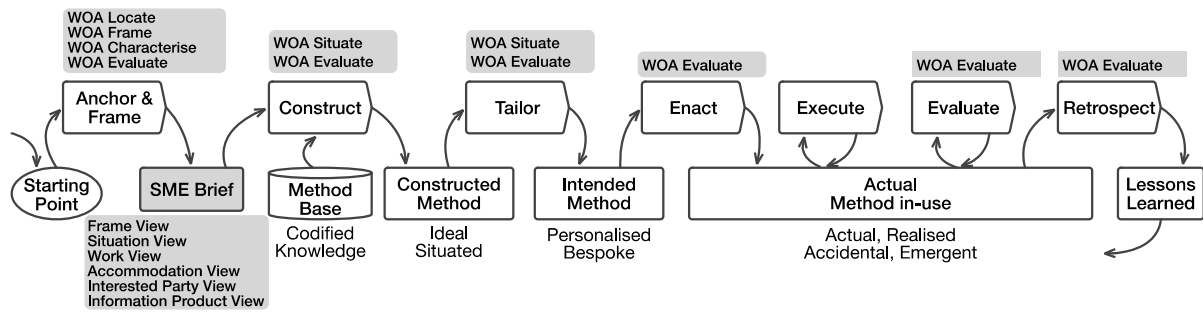 WOA Locate
WOA Frame
WOA Characterise
WOA Evaluate
WOA Situate
WOA Evaluate
WOA Situate
WOA Evaluate
WOA Evaluate
WOA Evaluate
WOA Evaluate
Anchor &
Frame
Construct
Tailor
Enact
Execute
Evaluate
Retrospect
Starting
Point
SME Brief
Method
Base
Constructed
Method
Intended
Method
Actual
Method in-use
Lessons
Learned
Frame View
Situation View
Work View
Accommodation View
Interested Party View
Information Product View
Codified
Knowledge
Ideal
Situated
Personalised
Bespoke
Actual, Realised
Accidental, Emergent